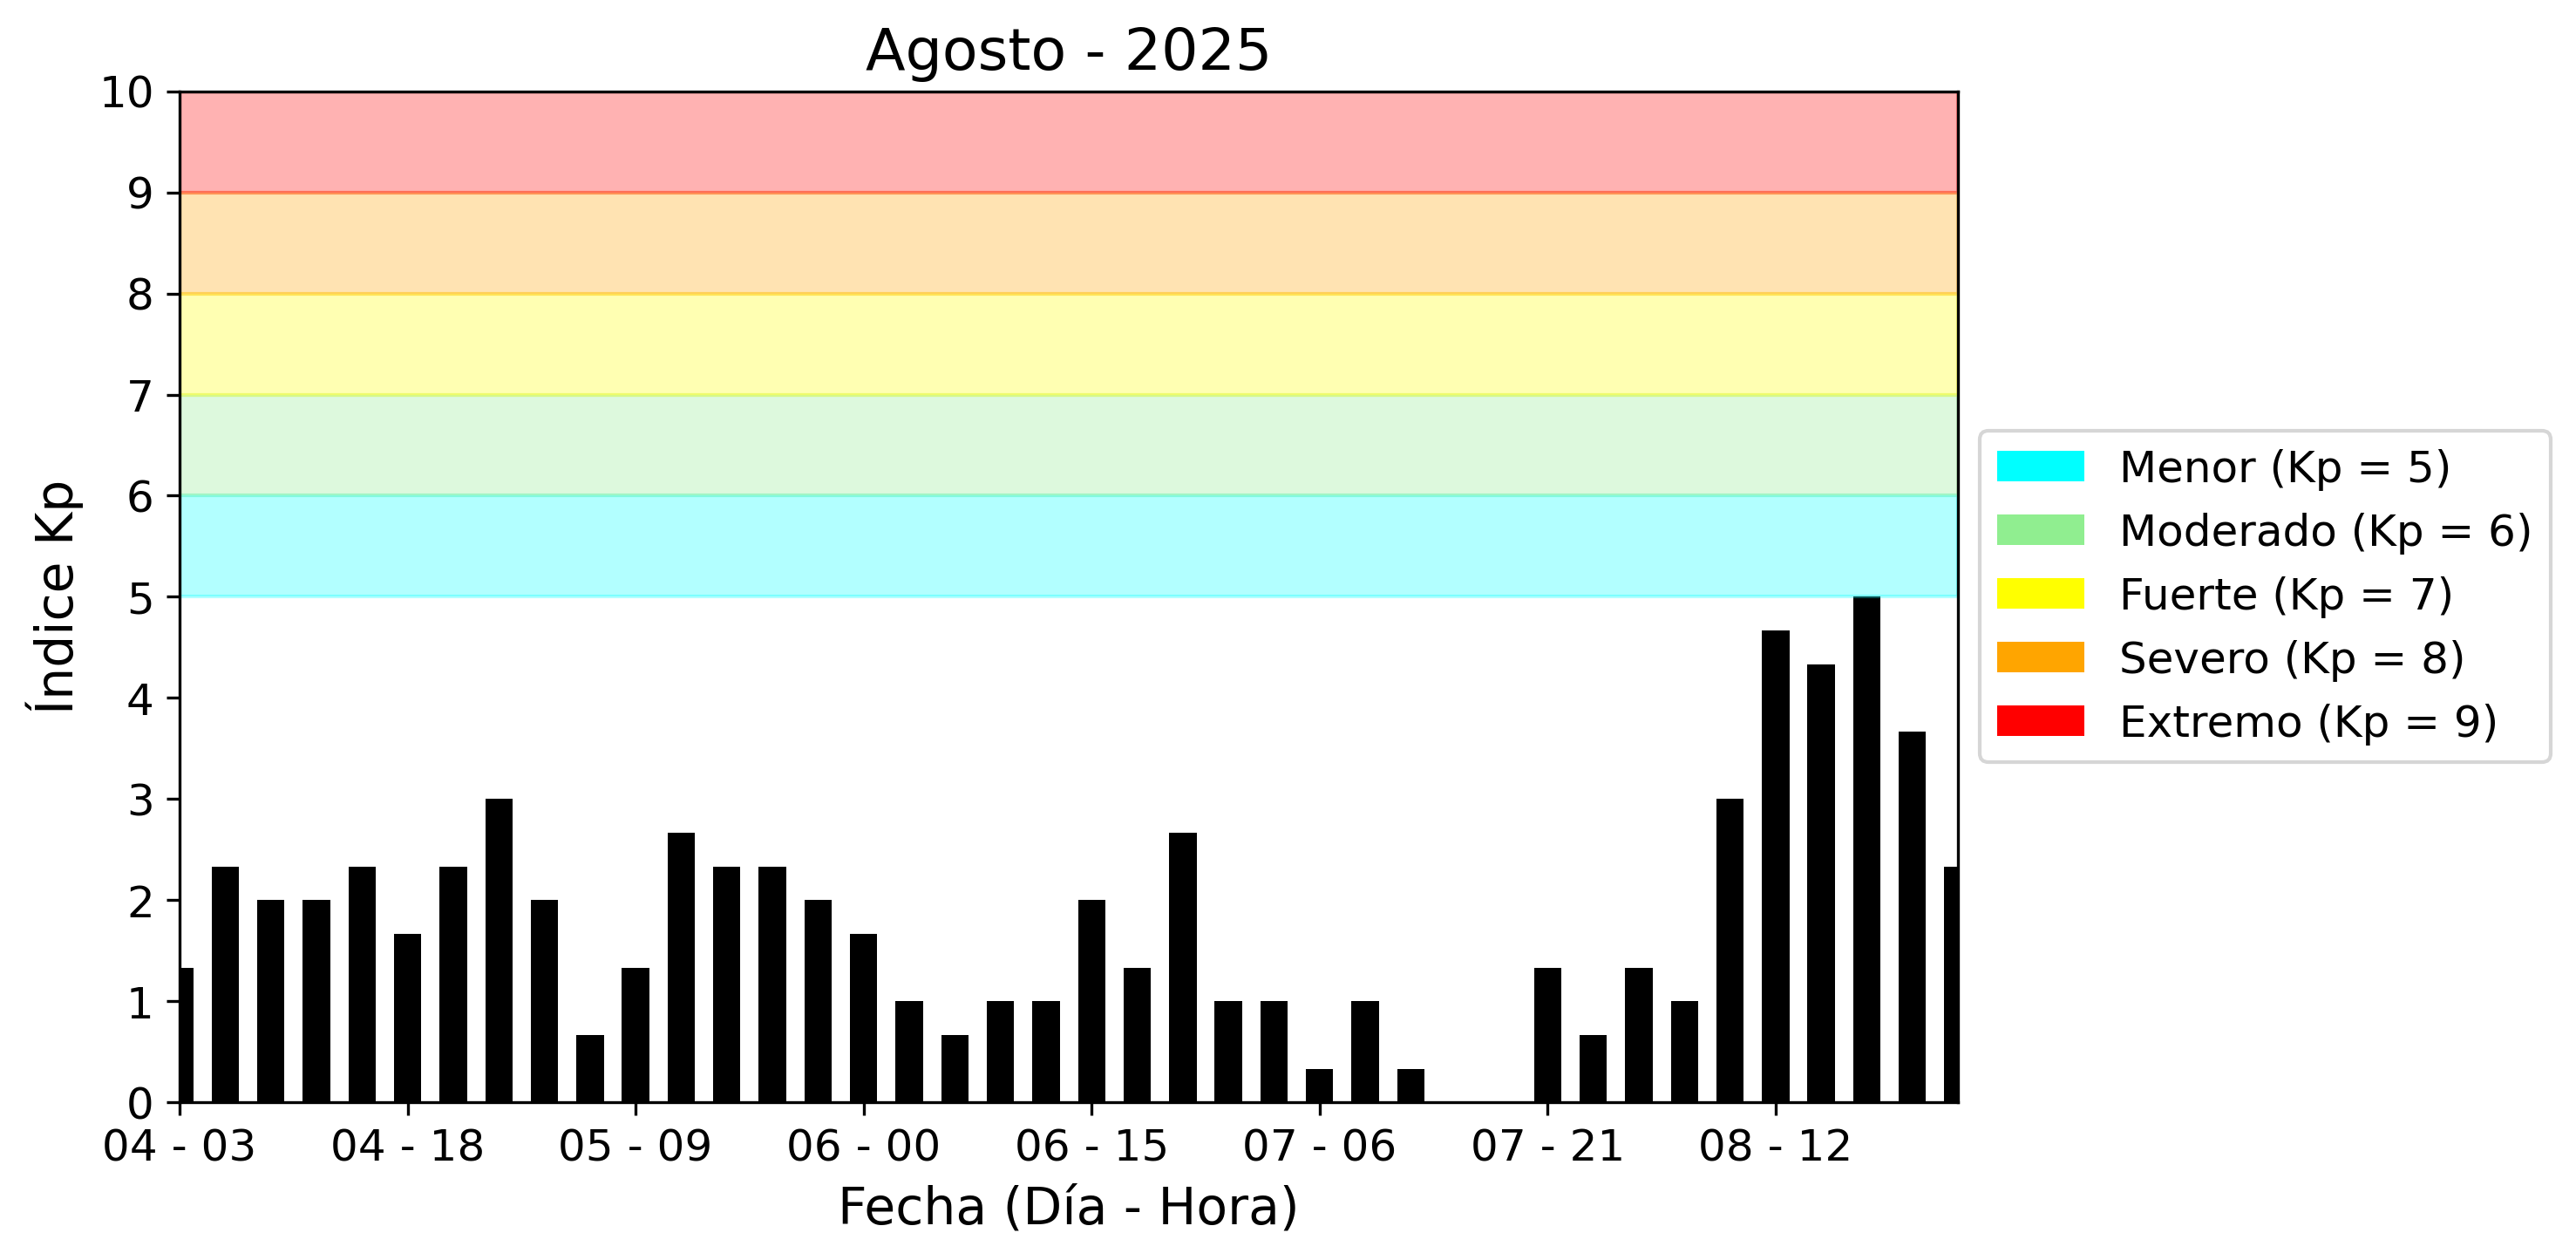 Agosto - 2025
10
9
8
7
6
5
4
3
2
1
0
Índice Kp
04 - 03 04 - 18 05 - 09 06 - 00 06 - 15 07 - 06 07 - 21 08 - 12
Fecha (Día - Hora)
Menor (Kp = 5)
Moderado (Kp = 6)
Fuerte (Kp = 7)
Severo (Kp = 8)
Extremo (Kp = 9)